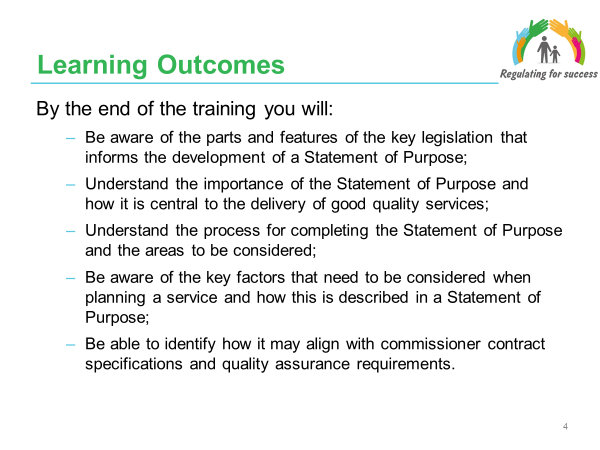 Regulating for success
Learning Outcomes
By the end of the training you will:
– Be aware of the parts and features of the key legislation that
informs the development of a Statement of Purpose;
– Understand the importance of the Statement of Purpose and
how it is central to the delivery of good quality services;
– Understand the process for completing the Statement of Purpose
and the areas to be considered;
– Be aware of the key factors that need to be considered when
planning a service and how this is described in a Statement of
Purpose;
– Be able to identify how it may align with commissioner contract
specifications and quality assurance requirements.
4